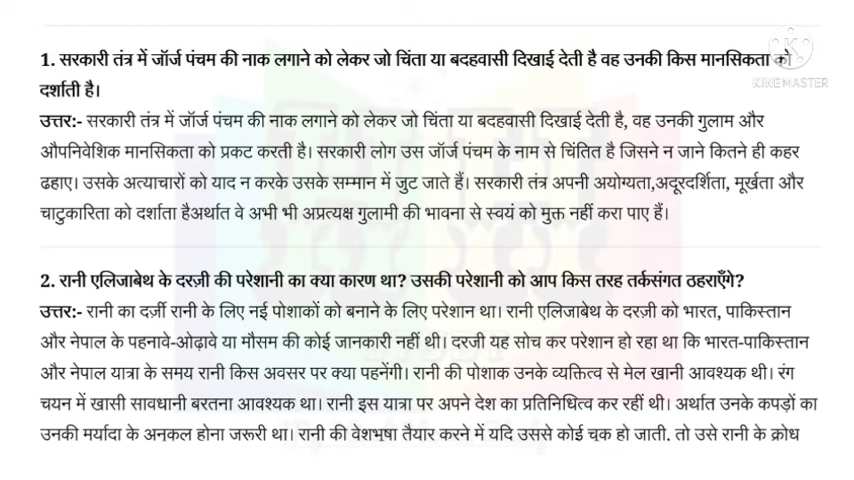 1. सरकारी तंत्र में जॉर्ज पंचम की नाक लगाने को लेकर जो चिंता या बदहवासी दिखाई देती है वह उनकी किस मानसिकता को
KINEMASTER
दर्शाती है।
उत्तर:- सरकारी तंत्र में जॉर्ज पंचम की नाक लगाने को लेकर जो चिंता या बदहवासी दिखाई देती है, वह उनकी गुलाम और
औपनिवेशिक मानसिकता को प्रकट करती है। सरकारी लोग उस जॉर्ज पंचम के नाम से चिंतित है जिसने न जाने कितने ही कहर
ढहाए। उसके अत्याचारों को याद न करके उसके सम्मान में जुट जाते हैं। सरकारी तंत्र अपनी अयोग्यता,अदूरदर्शिता, मूर्खता और
चाटुकारिता को दर्शाता हैअर्थात वे अभी भी अप्रत्यक्ष गुलामी की भावना से स्वयं को मुक्त नहीं करा पाए हैं।
2. रानी एलिजाबेथ के दरज़ी की परेशानी का क्या कारण था? उसकी परेशानी को आप किस तरह तर्कसंगत ठहराएँगे?
उत्तर:- रानी का दर्ज़ी रानी के लिए नई पोशाकों को बनाने के लिए परेशान था। रानी एलिजाबेथ के दरज़ी को भारत, पाकिस्तान
और नेपाल के पहनावे-ओढ़ावे या मौसम की कोई जानकारी नहीं थी। दरजी यह सोच कर परेशान हो रहा था कि भारत-पाकिस्तान
और नेपाल यात्रा के समय रानी किस अवसर पर क्या पहनेंगी। रानी की पोशाक उनके व्यक्तित्व से मेल खानी आवश्यक थी। रंग
चयन में खासी सावधानी बरतना आवश्यक था। रानी इस यात्रा पर अपने देश का प्रतिनिधित्व कर रहीं थी। अर्थात उनके कपड़ों का
उनकी मर्यादा के अनुकूल होना जरूरी था। रानी की वेशभूषा तैयार करने में यदि उससे कोई चूक हो जाती, तो उसे रानी के क्रोध